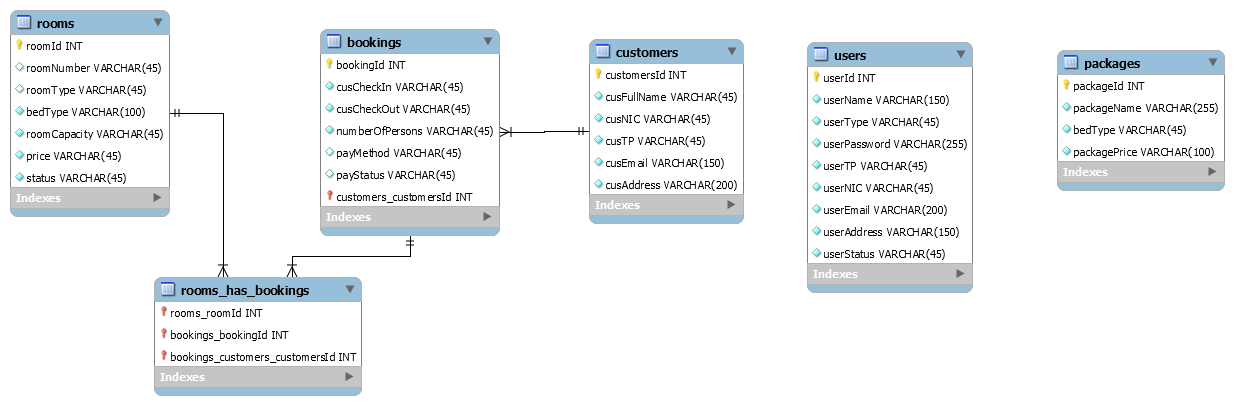 rooms
roomId INT
roomNumber VARCHAR(45)
roomType VARCHAR(45)
bedType VARCHAR(100)
roomCapacity VARCHAR(45)
price VARCHAR(45)
status VARCHAR(45)
Indexes
bookings
bookingId INT
cusCheckIn VARCHAR(45)
cusCheckOut VARCHAR(45)
numberOfPersons VARCHAR(45)
payMethod VARCHAR(45)
payStatus VARCHAR(45)
customers_customersId INT
Indexes
customers
customersId INT
cusFullName VARCHAR(45)
cusNIC VARCHAR(45)
cusTP VARCHAR(45)
cusEmail VARCHAR(150)
cusAddress VARCHAR(200)
Indexes
users
userId INT
userName VARCHAR(150)
userType VARCHAR(45)
userPassword VARCHAR(255)
userTP VARCHAR(45)
userNIC VARCHAR(45)
userEmail VARCHAR(200)
userAddress VARCHAR(150)
userStatus VARCHAR(45)
Indexes
packages
packageId INT
packageName VARCHAR(255)
bedType VARCHAR(45)
packagePrice VARCHAR(100)
Indexes
rooms_has_bookings
rooms_roomId INT
bookings_bookingId INT
bookings_customers_customersId INT
Indexes